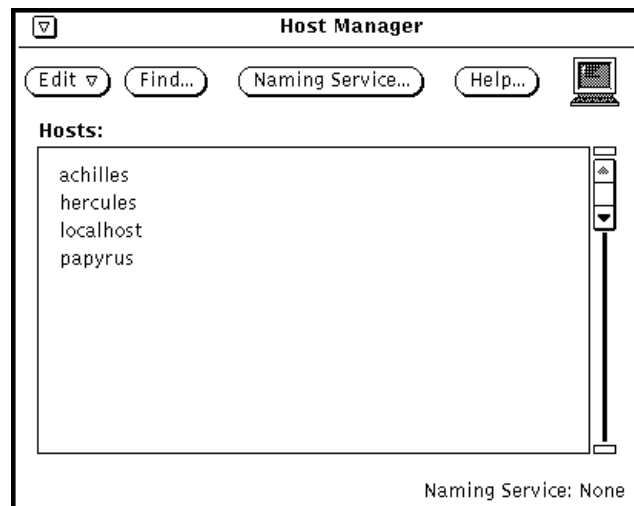 Host Manager
Edit Find... Naming Service... Help...
Hosts:
achilles
hercules
localhost
papyrus
Naming Service: None